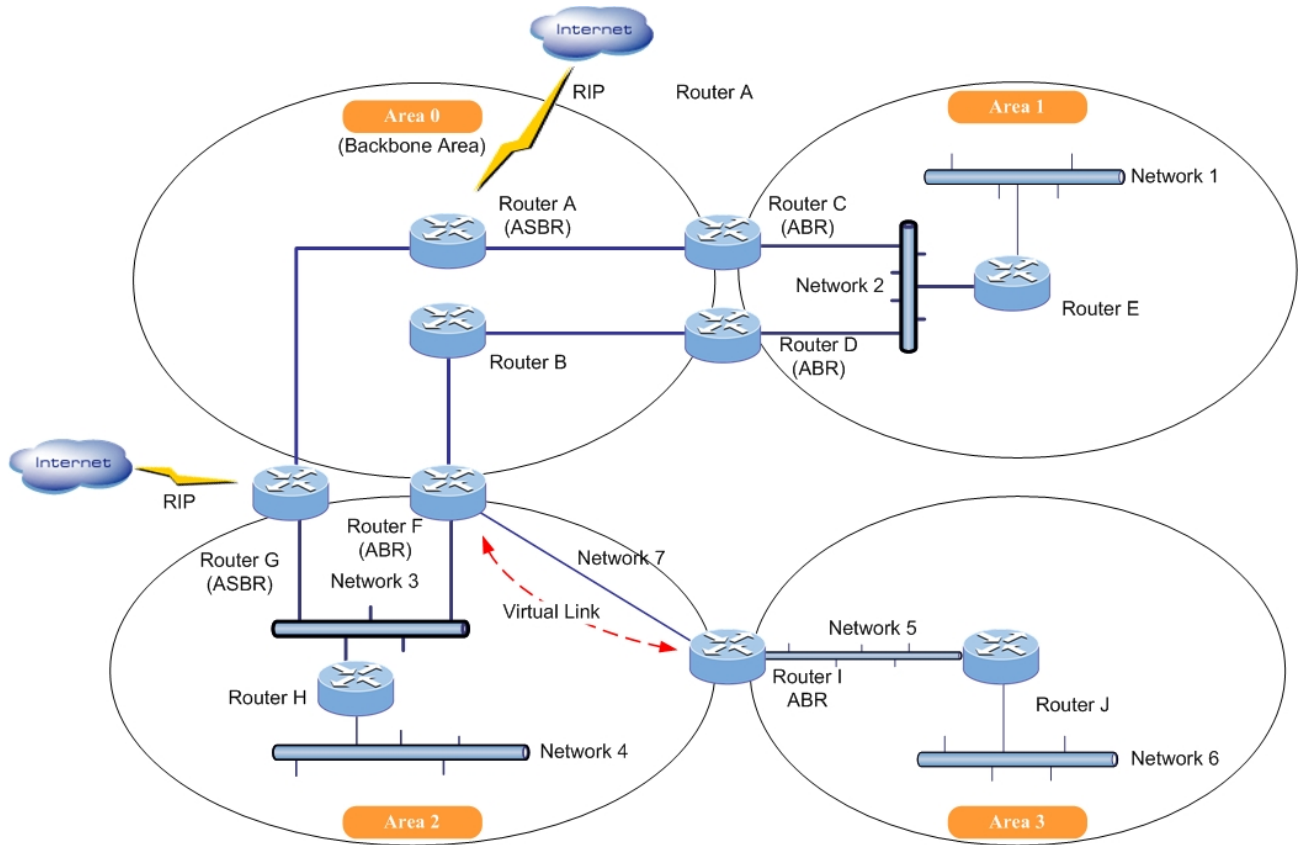 Internet
RIP
Router A
Area 0
(Backbone Area)
Area 1
Network 1
Router A
(ASBR)
Router C
(ABR)
Network 2
Router E
Router B
Router D
(ABR)
Internet
RIP
Router G
(ASBR)
Router F
(ABR)
Network 3
Network 7
Virtual Link
Network 5
Router I
ABR
Router H
Router J
Network 4
Network 6
Area 2
Area 3